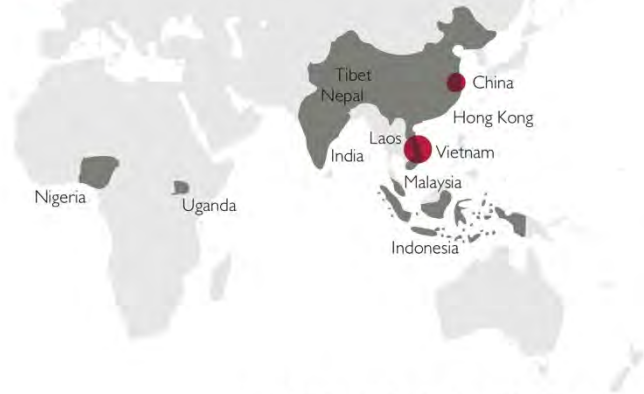 Tibet
China
Nepal
Hong Kong
Laos
India
Vietnam
Malaysia
Nigeria
Uganda
Indonesia